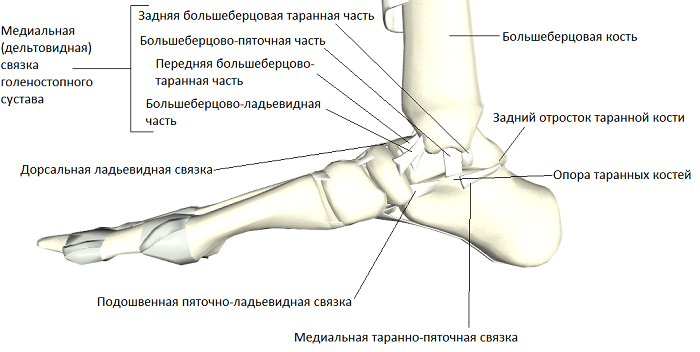 Медиальная
(дельтовидная)
связка
голеностопного
сустава
Задняя большеберцовая таранная часть
Большеберцово-пяточная часть
Передняя большеберцово-
таранная часть
Большеберцово-ладьевидная
часть
Дорсальная ладьевидная связка
Большеберцовая кость
Задний отросток таранной кости
Опора таранных костей
Подошвенная пяточно-ладьевидная связка
Медиальная таранно-пяточная связка